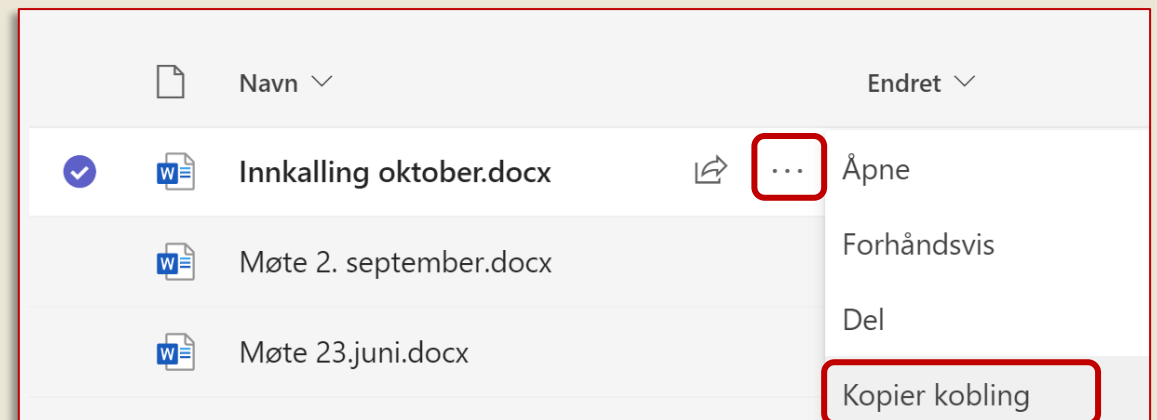 Navn Endret
Innkalling oktober.docx ... Åpne
Forhåndsvis
Møte 2. september.docx
Del
Møte 23.juni.docx
Kopier kobling